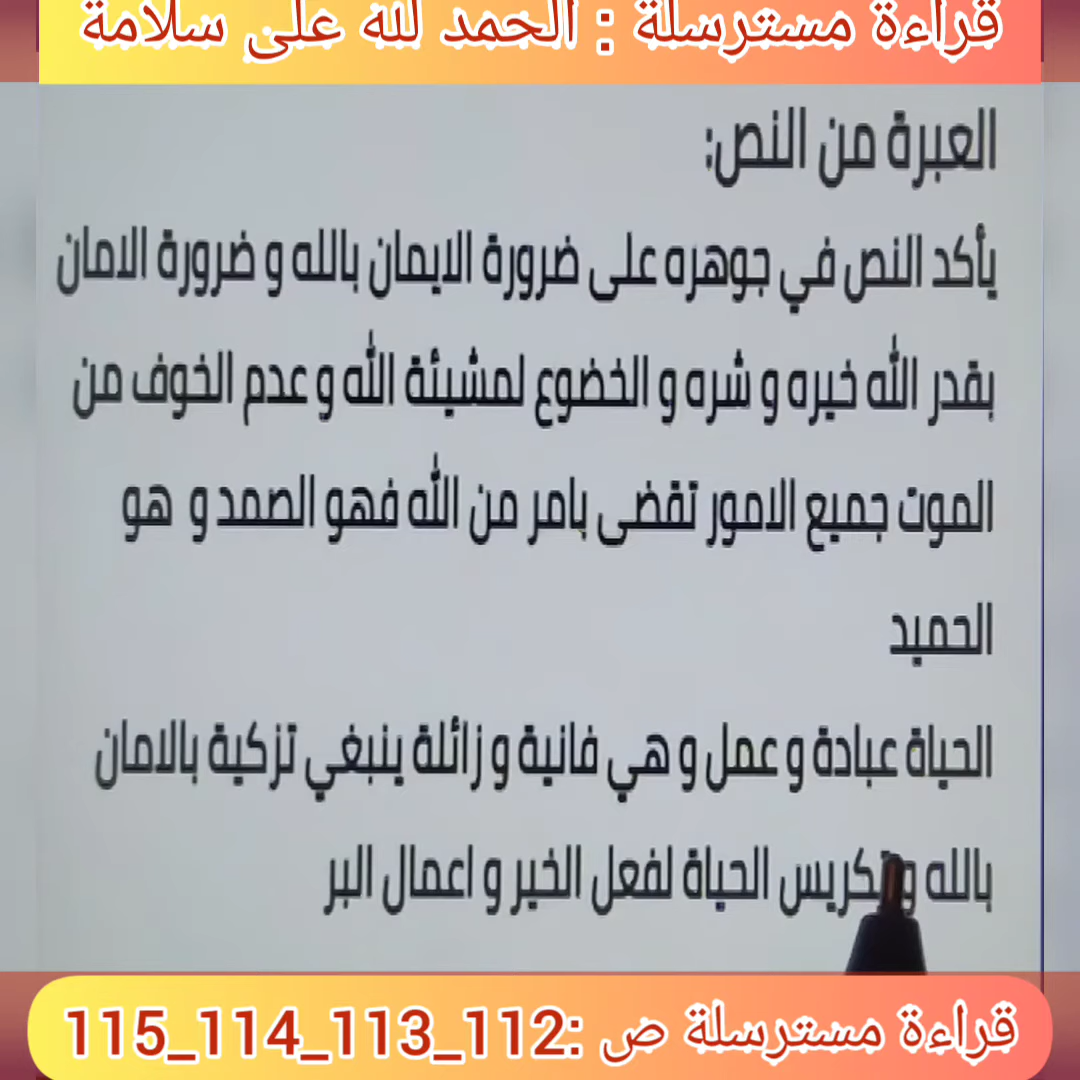 قراءة مسترسلة : الحمد لله على سلامة
العبرة من النص:
يأكد النص في جوهره على ضرورة الايمان بالله و ضرورة الامان
بقدر الله خيره و شره و الخضوع لمشيئة الله و عدم الخوف من
الموت جميع الامور تقضى بامر من الله فهو الصمد و هو
الحميد
الحياة عبادة و عمل و هي فانية و زائلة ينبغي تزكية بالامان
بالله و تكريس الحياة لفعل الخير و اعمال البر
قراءة مسترسلة ص :112_113_114_115